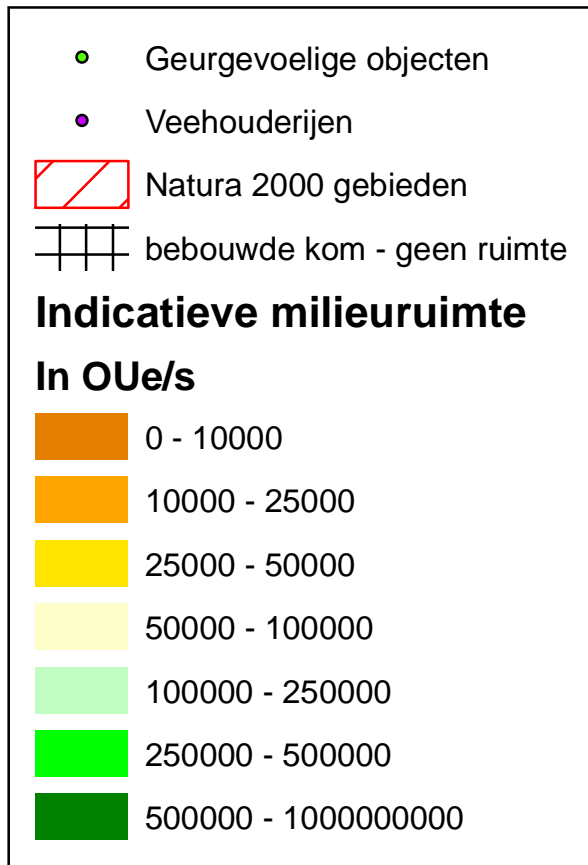 Geurgevoelige objecten
Veehouderijen
Natura 2000 gebieden
bebouwde kom - geen ruimte
Indicatieve milieuruimte
In OUe/s
0 - 10000
10000 - 25000
25000 - 50000
50000 - 100000
100000 - 250000
250000 - 500000
500000 - 1000000000